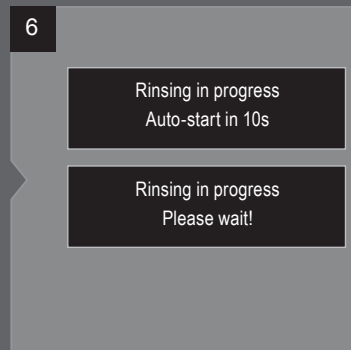 6
Rinsing in progress
Auto-start in 10s
Rinsing in progress
Please wait!